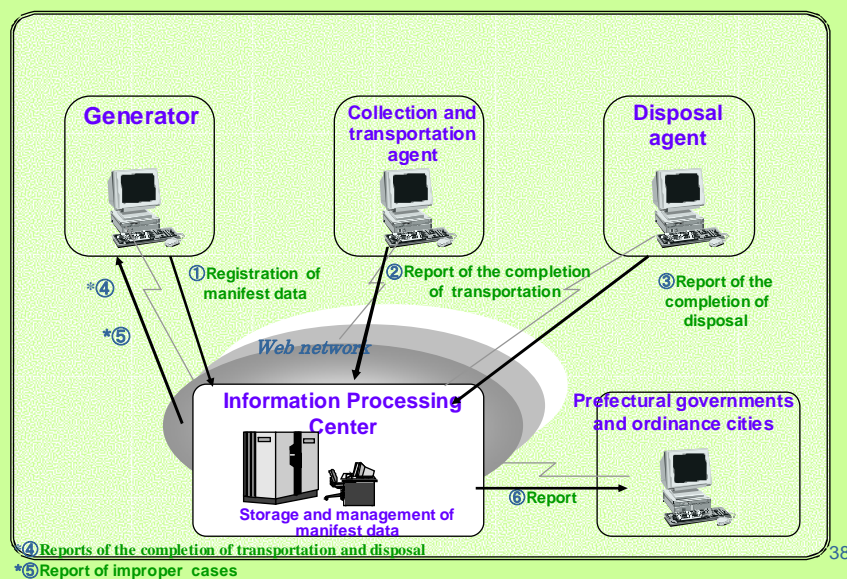 Generator
Collection and
transportation
agent
Disposal
agent
①Registration of
manifest data
②Report of the completion
of transportation
③Report of the
completion of
disposal
*④
*⑤
Web network
Information Processing
Center
Storage and management of
manifest data
Prefectural governments
and ordinance cities
⑥Report
*④Reports of the completion of transportation and disposal
*⑤Report of improper cases
38